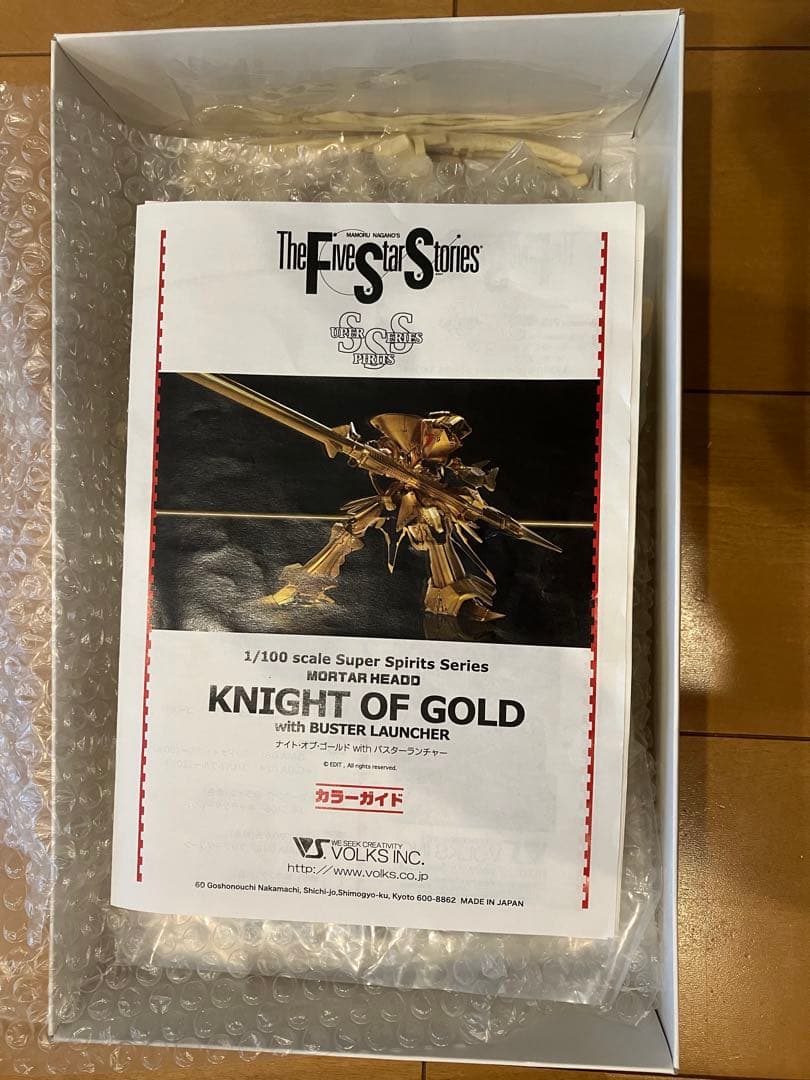 MAMORU NAGANO'S
The Five Star Stories
SUPER SPIRITS SERIES
1/100 scale Super Spirits Series
MORTAR HEADD
KNIGHT OF GOLD
with BUSTER LAUNCHER
ナイト・オブ・ゴールド with バスターランチャー
© EDIT , All rights reserved.
カラーガイド
VS WE SEEK CREATIVITY
VOLKS INC.
http://www.volks.co.jp
60 Goshonouchi Nakamachi, Shichi-jo,Shimogyo-ku, Kyoto 600-8862 MADE IN JAPAN